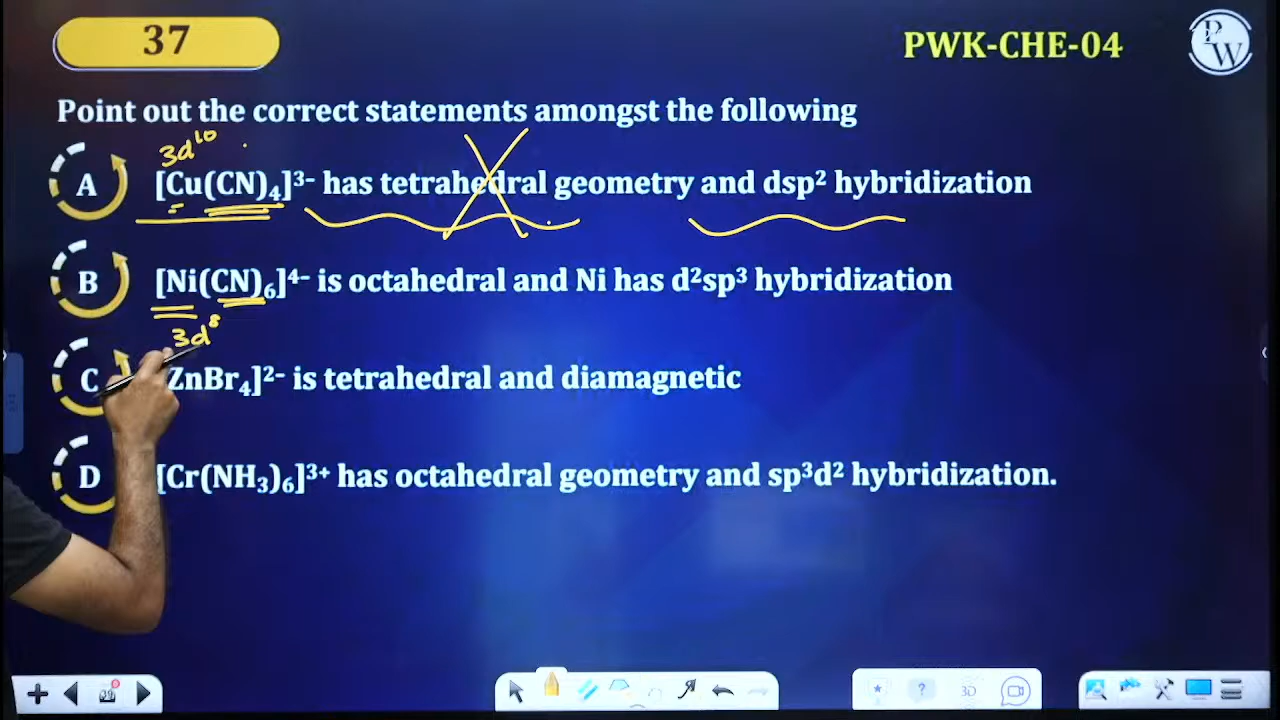 37
PWK-CHE-04
P
W
Point out the correct statements amongst the following
3d¹⁰
A [Cu(CN)₄]³⁻ has tetrahedral geometry and dsp² hybridization
B [Ni(CN)₆]⁴⁻ is octahedral and Ni has d²sp³ hybridization
3d⁸
C ZnBr₄]²⁻ is tetrahedral and diamagnetic
D [Cr(NH₃)₆]³⁺ has octahedral geometry and sp³d² hybridization.
3D